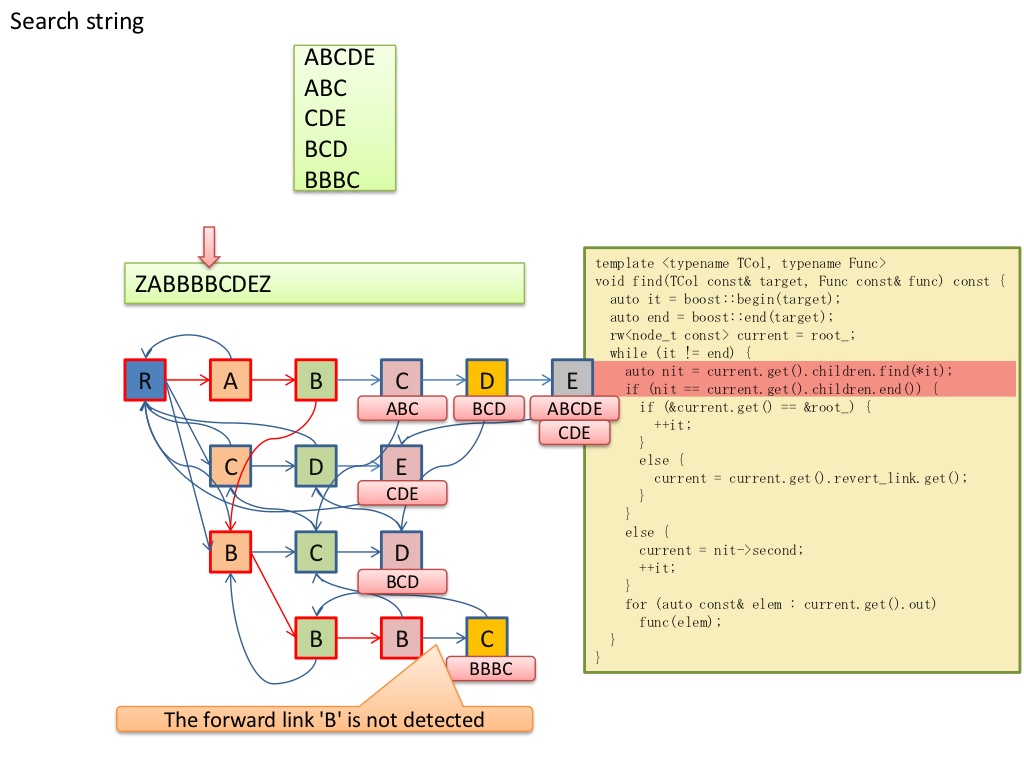 Search string
ABCDE
ABC
CDE
BCD
BBBC
ZABBBBCDEZ
R A B C D E
ABC BCD ABCDE
CDE
C D E
CDE
B C D
BCD
B B C
BBBC
The forward link 'B' is not detected
template <typename TCol, typename Func>
void find(TCol const& target, Func const& func) const {
auto it = boost::begin(target);
auto end = boost::end(target);
rw<node_t const> current = root_;
while (it != end) {
auto nit = current.get().children.find(*it);
if (nit == current.get().children.end()) {
if (&current.get() == &root_) {
++it;
}
else {
current = current.get().revert_link.get();
}
}
else {
current = nit->second;
++it;
}
for (auto const& elem : current.get().out)
func(elem);
}
}